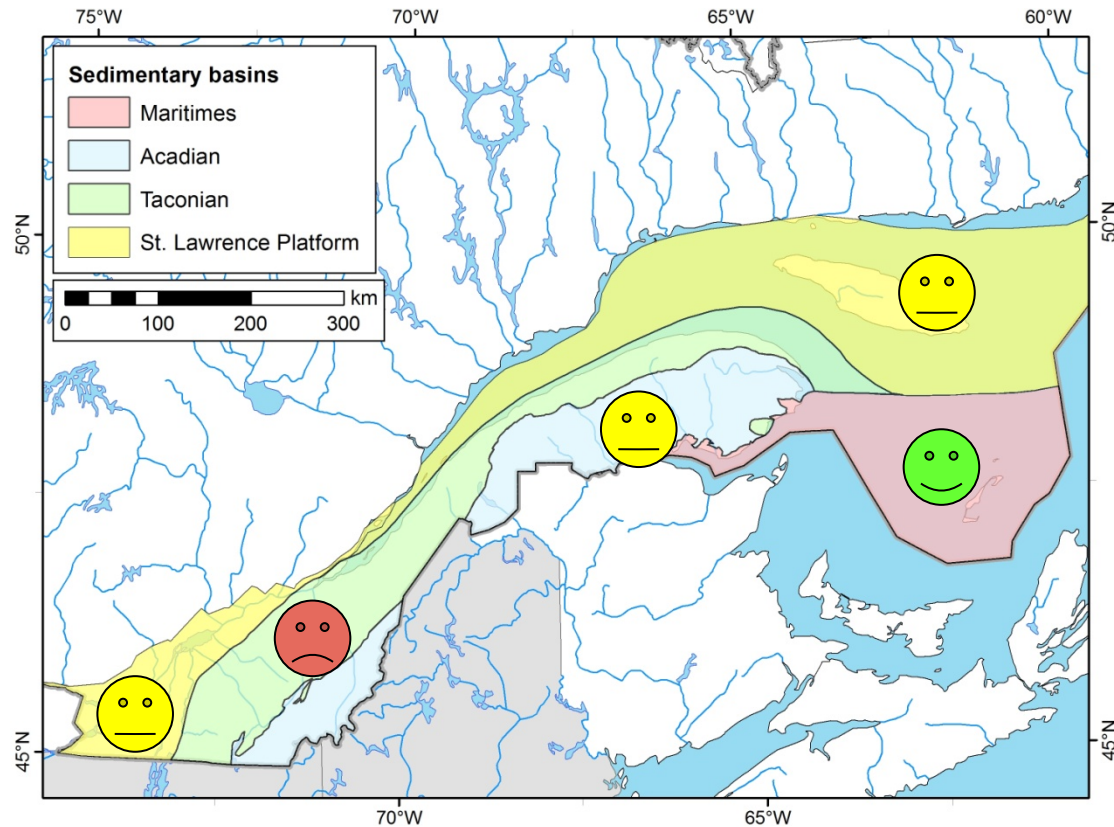 75°W 70°W 65°W 60°W
Sedimentary basins
Maritimes
Acadian
Taconian
St. Lawrence Platform
km
0 100 200 300
50°N 50°N
45°N 45°N
70°W 65°W